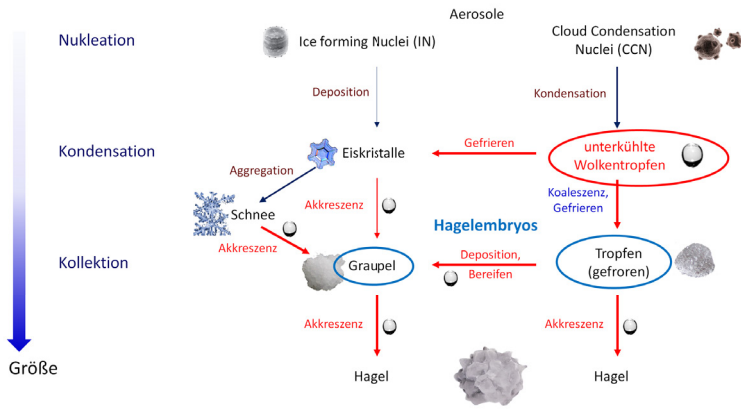 Aerosole
Nukleation
Ice forming Nuclei (IN)
Cloud Condensation
Nuclei (CCN)
Deposition
Kondensation
Kondensation
Eiskristalle
Gefrieren
unterkühlte
Wolkentropfen
Aggregation
Schnee
Akkreszenz
Koaleszenz,
Gefrieren
Akkreszenz
Hagelembryos
Kollektion
Graupel
Deposition,
Bereifen
Tropfen
(gefroren)
Akkreszenz
Akkreszenz
Größe
Hagel
Hagel